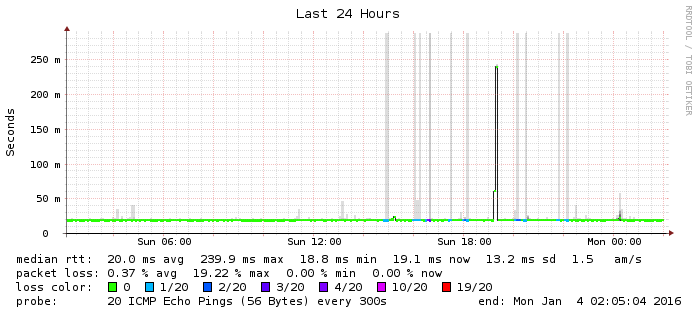 Last 24 Hours
RRDTOOL / TOBI OETIKER
Seconds
250 m
200 m
150 m
100 m
50 m
0
Sun 06:00 Sun 12:00 Sun 18:00 Mon 00:00
median rtt: 20.0 ms avg 239.9 ms max 18.8 ms min 19.1 ms now 13.2 ms sd 1.5 am/s
packet loss: 0.37 % avg 19.22 % max 0.00 % min 0.00 % now
loss color: 0 1/20 2/20 3/20 4/20 10/20 19/20
probe: 20 ICMP Echo Pings (56 Bytes) every 300s end: Mon Jan 4 02:05:04 2016